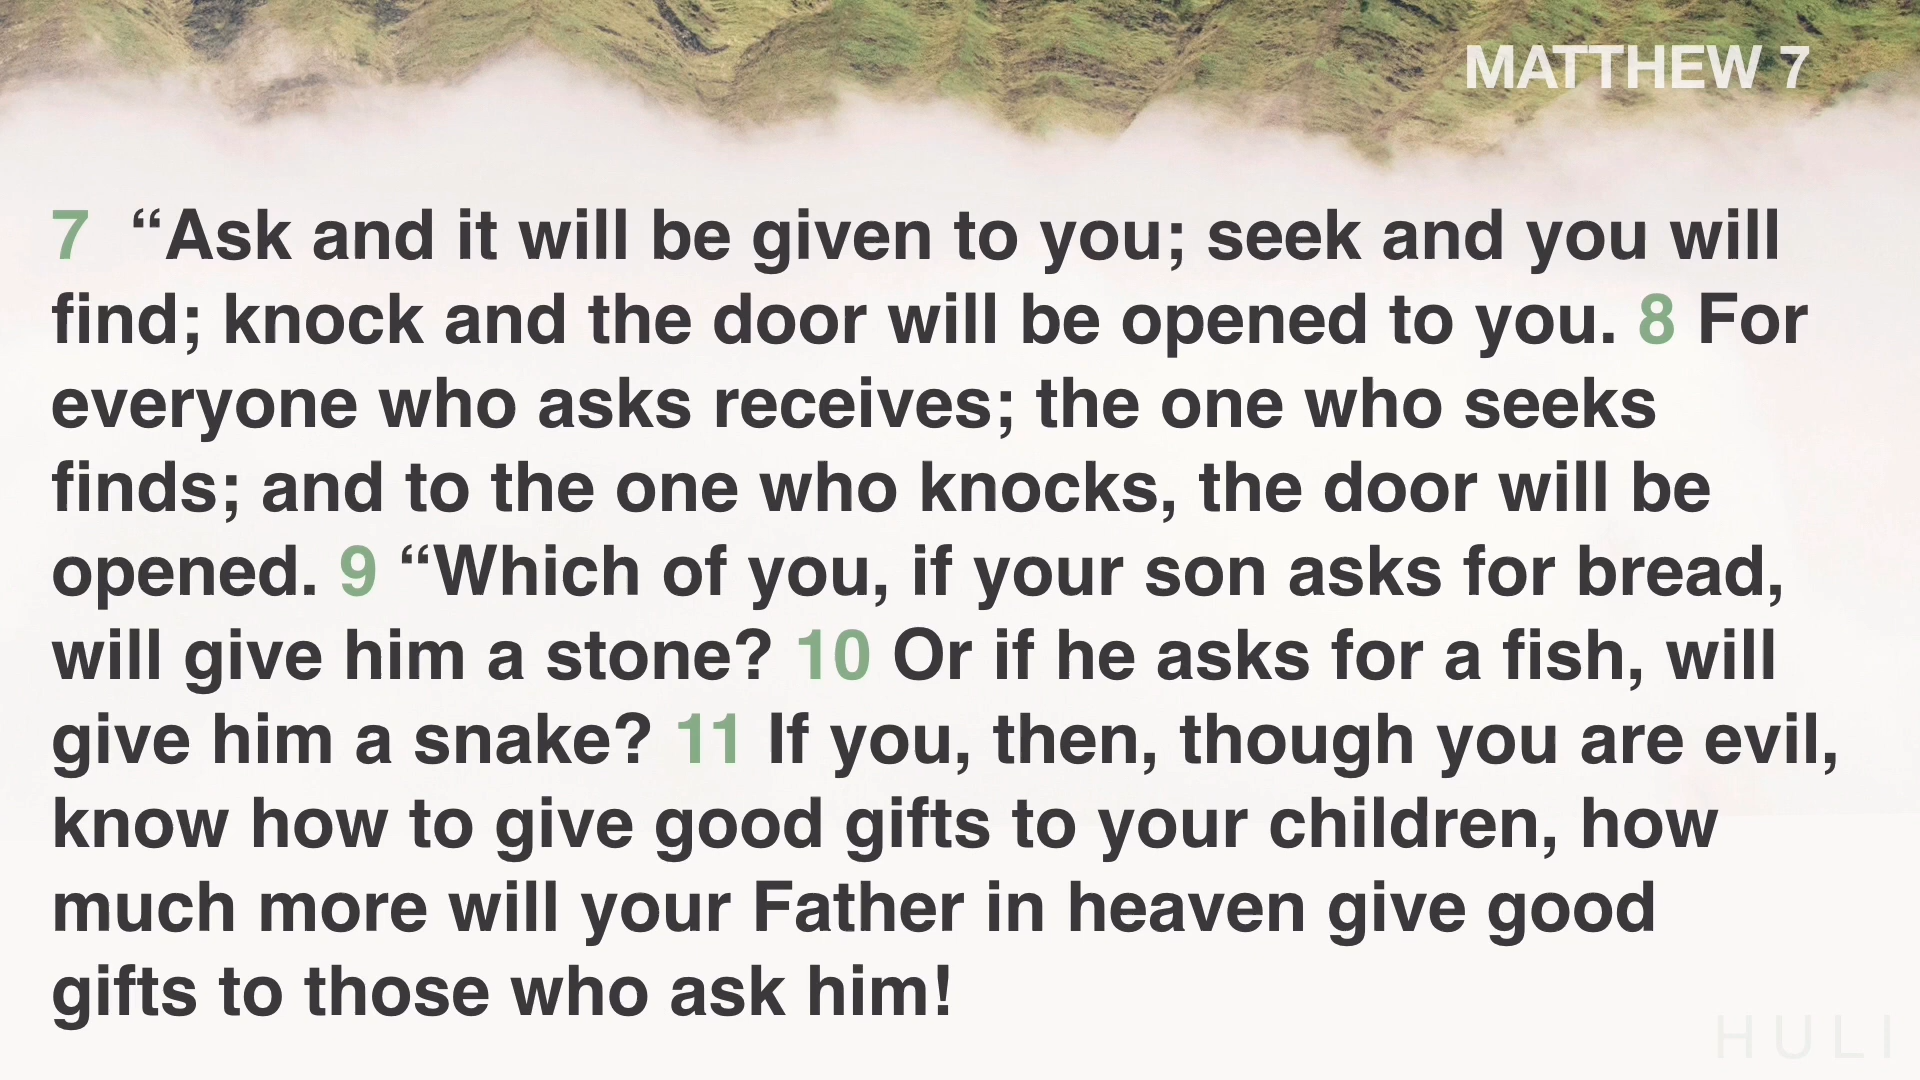 MATTHEW 7
7 “Ask and it will be given to you; seek and you will
find; knock and the door will be opened to you. 8 For
everyone who asks receives; the one who seeks
finds; and to the one who knocks, the door will be
opened. 9 “Which of you, if your son asks for bread,
will give him a stone? 10 Or if he asks for a fish, will
give him a snake? 11 If you, then, though you are evil,
know how to give good gifts to your children, how
much more will your Father in heaven give good
gifts to those who ask him!
HULI